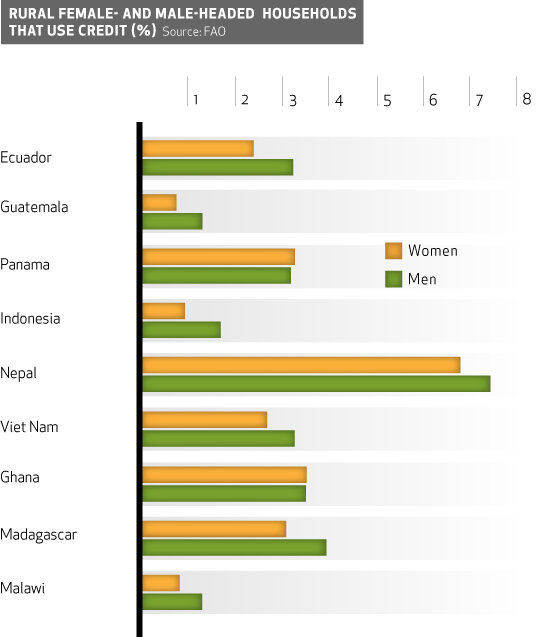 RURAL FEMALE- AND MALE-HEADED HOUSEHOLDS
THAT USE CREDIT (%) Source: FAO
1 2 3 4 5 6 7 8
Ecuador
Guatemala
Women
Panama
Men
Indonesia
Nepal
Viet Nam
Ghana
Madagascar
Malawi